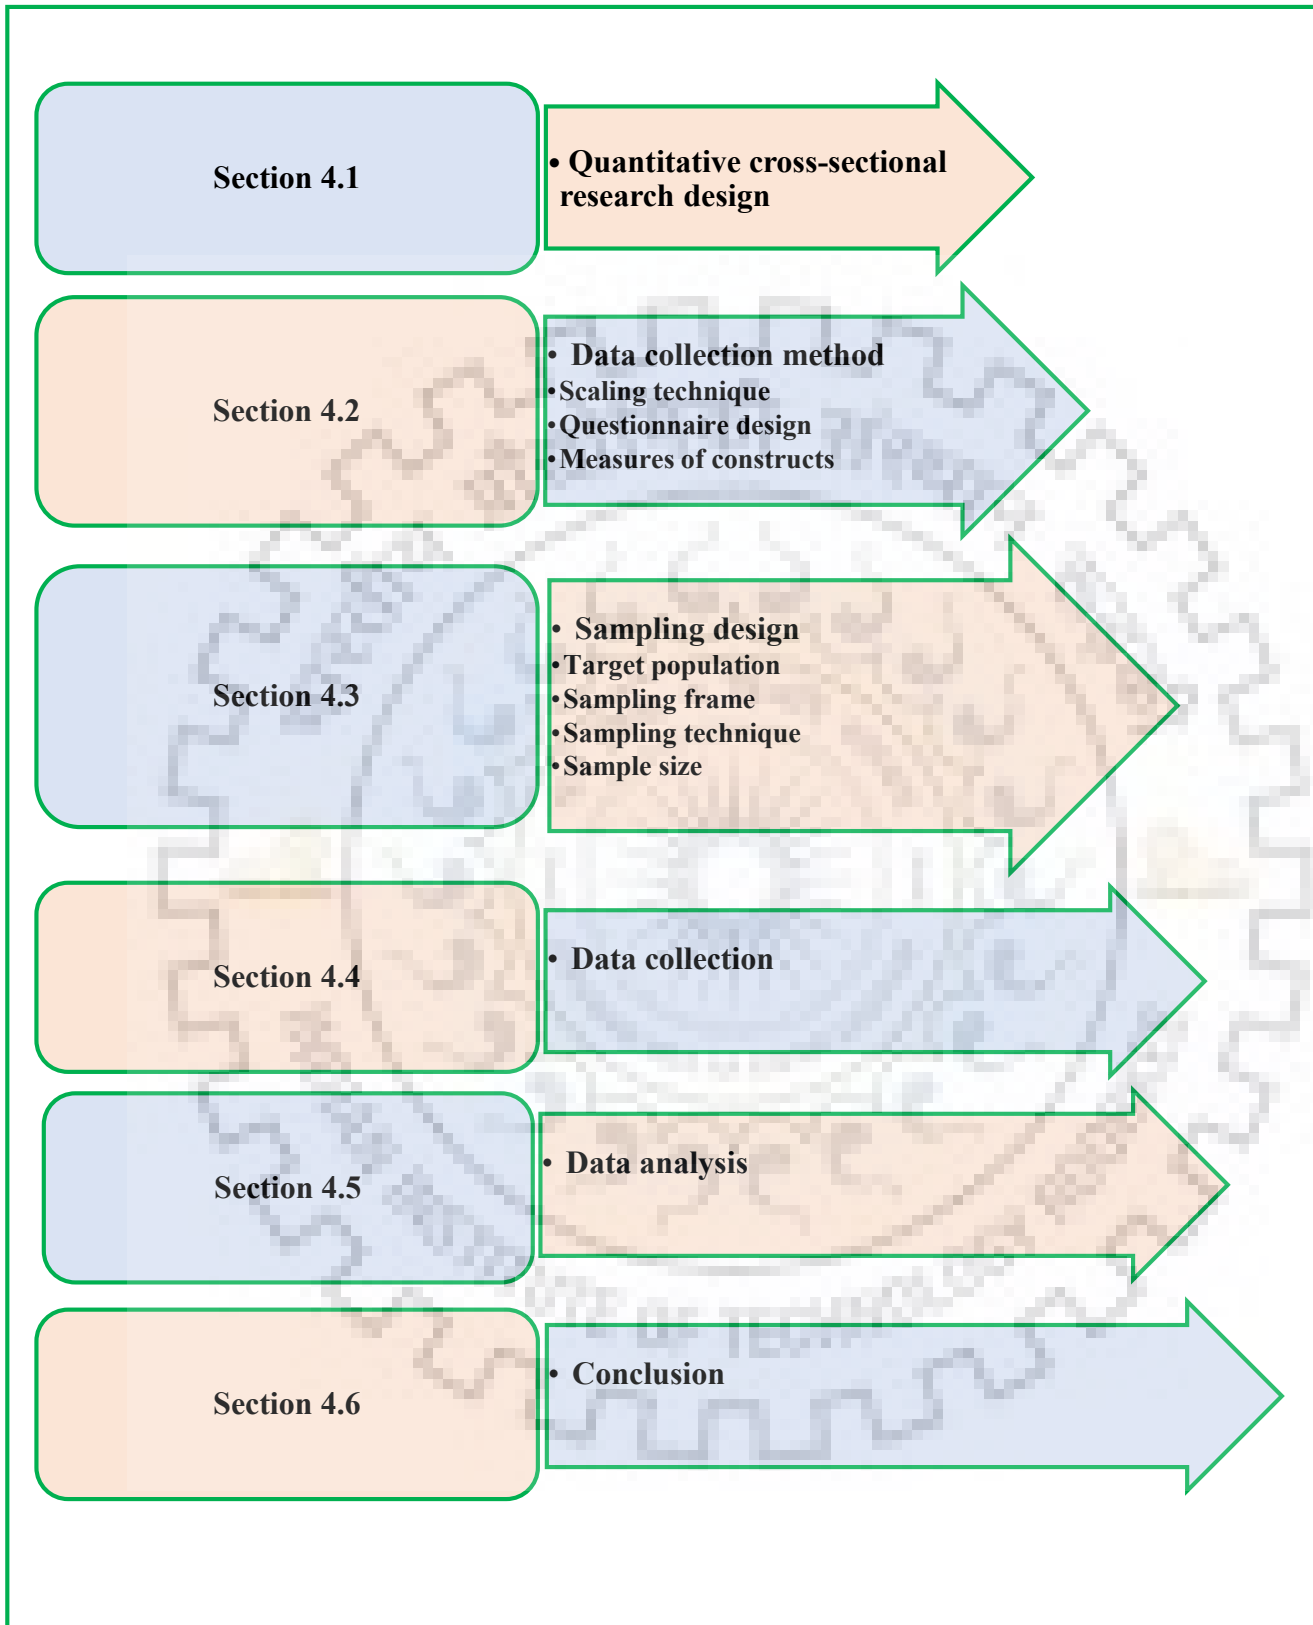 Section 4.1
• Quantitative cross-sectional
research design
Section 4.2
• Data collection method
• Scaling technique
• Questionnaire design
• Measures of constructs
Section 4.3
• Sampling design
• Target population
• Sampling frame
• Sampling technique
• Sample size
Section 4.4
• Data collection
Section 4.5
• Data analysis
Section 4.6
• Conclusion